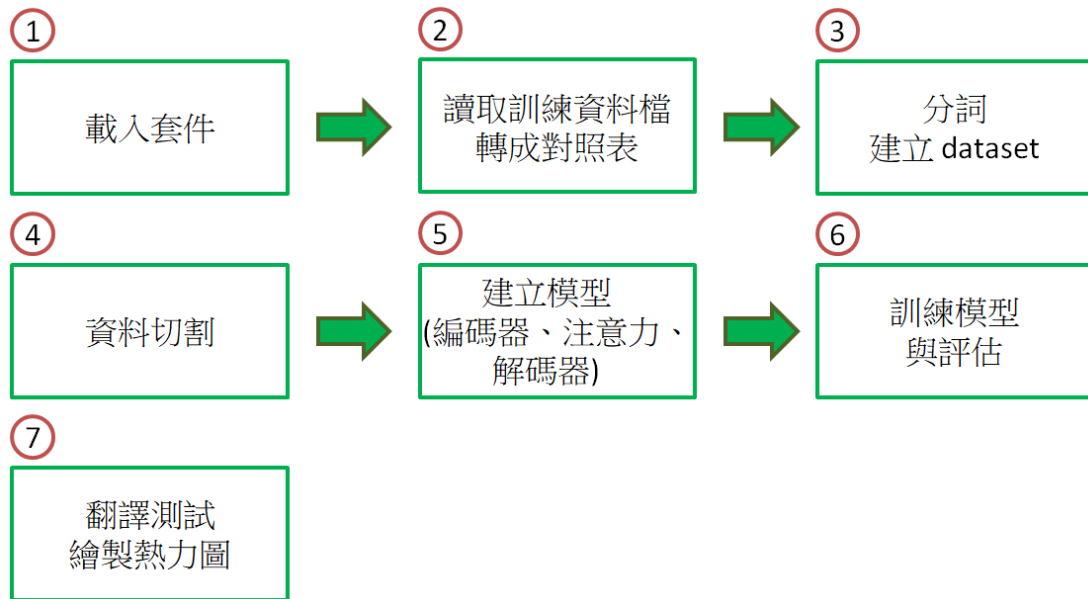 1
載入套件
2
讀取訓練資料檔
轉成對照表
3
分詞
建立 dataset
4
資料切割
5
建立模型
(編碼器、注意力、
解碼器)
6
訓練模型
與評估
7
翻譯測試
繪製熱力圖